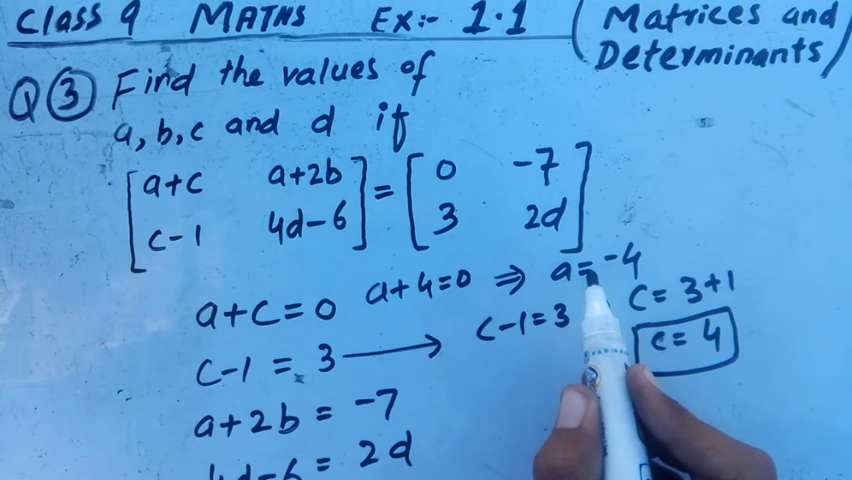 Class 9 MATHS Ex:- 1.1 (Matrices and Determinants)
Q ③ Find the values of
a, b, c and d if
[a+c a+2b] = [0 -7]
[c-1 4d-6] [3 2d]
a+c=0 a+4=0 ⇒ a=-4
c-1=3 → c-1=3 c=3+1
c=4
a+2b=-7
4d-6=2d